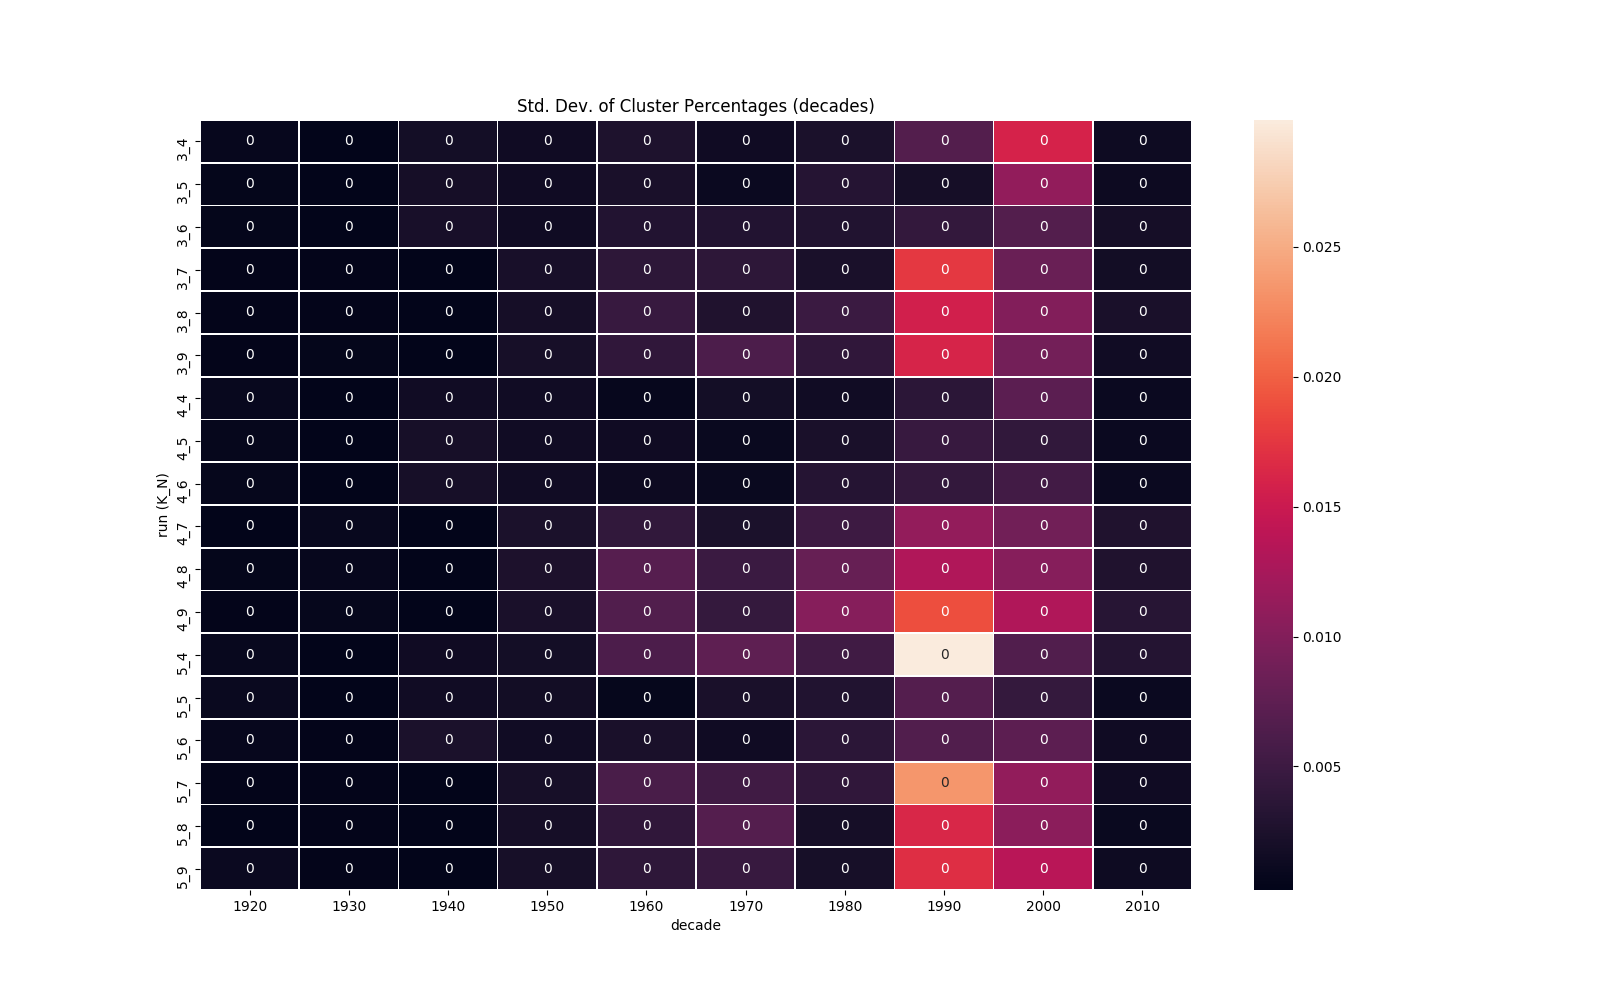 Std. Dev. of Cluster Percentages (decades)
run (K_N)
3_4 0 0 0 0 0 0 0 0 0 0
3_5 0 0 0 0 0 0 0 0 0 0
3_6 0 0 0 0 0 0 0 0 0 0
3_7 0 0 0 0 0 0 0 0 0 0
3_8 0 0 0 0 0 0 0 0 0 0
3_9 0 0 0 0 0 0 0 0 0 0
4_4 0 0 0 0 0 0 0 0 0 0
4_5 0 0 0 0 0 0 0 0 0 0
4_6 0 0 0 0 0 0 0 0 0 0
4_7 0 0 0 0 0 0 0 0 0 0
4_8 0 0 0 0 0 0 0 0 0 0
4_9 0 0 0 0 0 0 0 0 0 0
5_4 0 0 0 0 0 0 0 0 0 0
5_5 0 0 0 0 0 0 0 0 0 0
5_6 0 0 0 0 0 0 0 0 0 0
5_7 0 0 0 0 0 0 0 0 0 0
5_8 0 0 0 0 0 0 0 0 0 0
5_9 0 0 0 0 0 0 0 0 0 0
1920 1930 1940 1950 1960 1970 1980 1990 2000 2010
decade
0.025
0.020
0.015
0.010
0.005